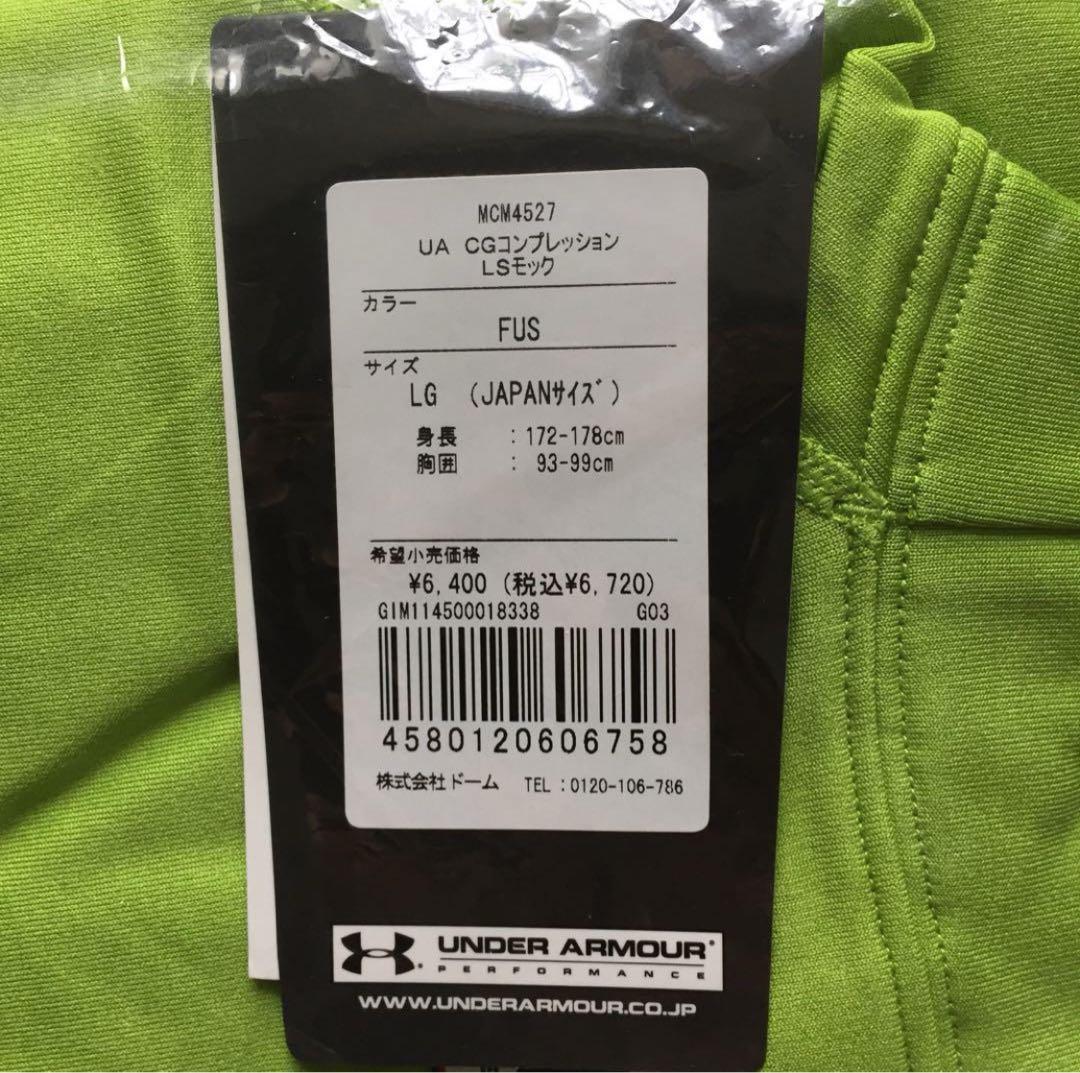 MCM4527
UA CGコンプレッション
LSモック
カラー
FUS
サイズ
LG (JAPANｻｲｽﾞ)
身長 : 172-178cm
胸囲 : 93-99cm
希望小売価格
¥6,400 (税込¥6,720)
GIM114500018338 G03
4580120606758
株式会社ドーム TEL:0120-106-786
UNDER ARMOUR®
PERFORMANCE
WWW.UNDERARMOUR.CO.JP